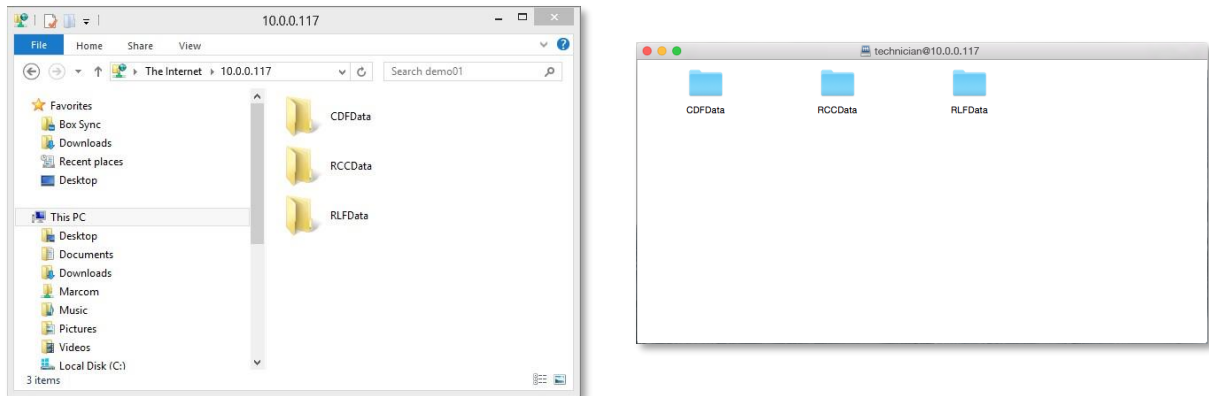 10.0.0.117
File Home Share View
The Internet 10.0.0.117 Search demo01
Favorites
Box Sync
Downloads
Recent places
Desktop
This PC
Desktop
Documents
Downloads
Marcom
Music
Pictures
Videos
Local Disk (C:)
CDFData
RCCData
RLFData
3 items
technician@10.0.0.117
CDFData RCCData RLFData